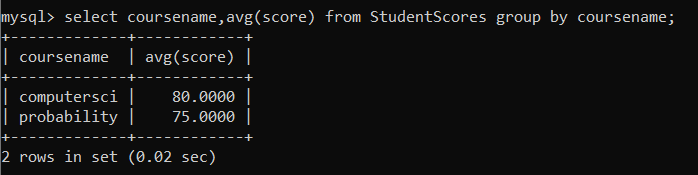 mysql> select coursename,avg(score) from StudentScores group by coursename;
+-------------+------------+
| coursename  | avg(score) |
+-------------+------------+
| computersci |    80.0000 |
| probability |    75.0000 |
+-------------+------------+
2 rows in set (0.02 sec)